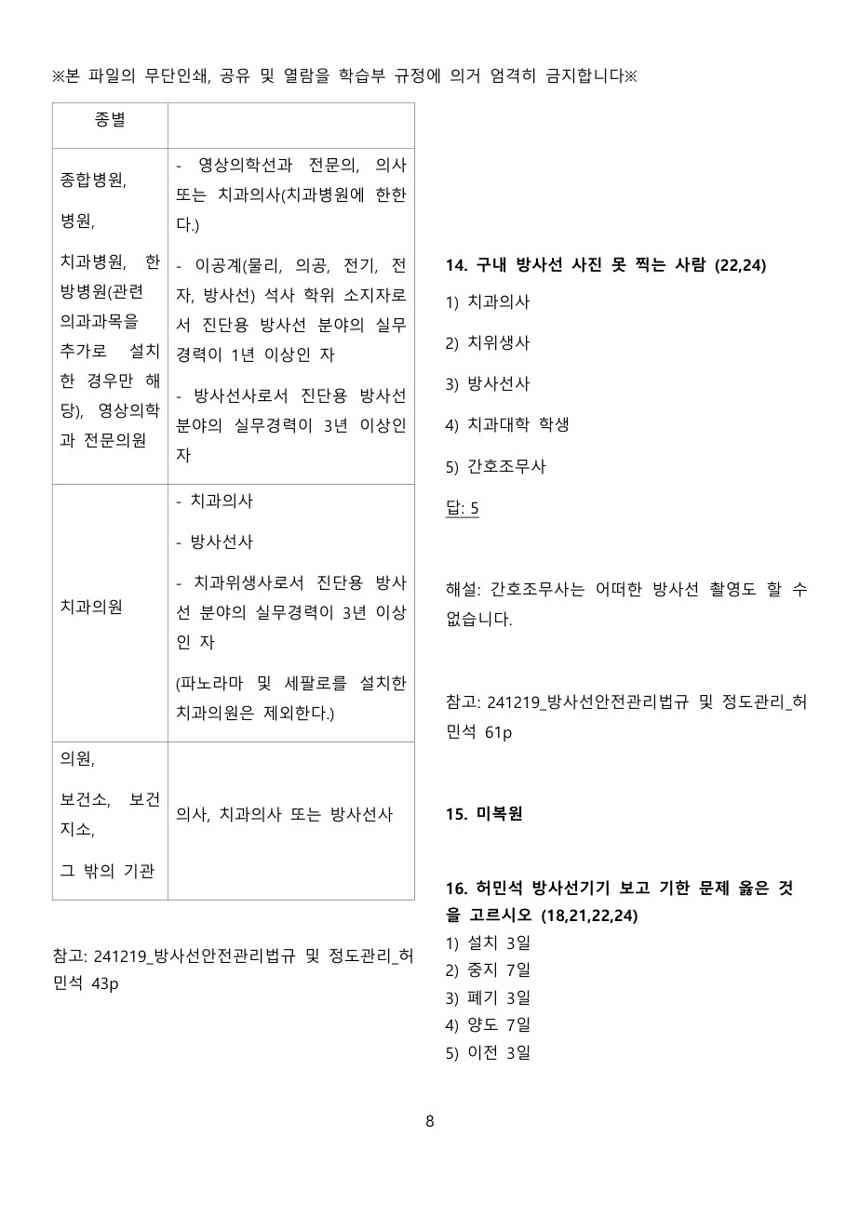 ※본 파일의 무단인쇄, 공유 및 열람을 학습부 규정에 의거 엄격히 금지합니다※
종별
종합병원,
병원,
치과병원, 한
방병원(관련
의과과목을
추가로 설치
한 경우만 해
당), 영상의학
과 전문의원
- 영상의학선과 전문의, 의사
또는 치과의사(치과병원에 한한
다.)
- 이공계(물리, 의공, 전기, 전
자, 방사선) 석사 학위 소지자로
서 진단용 방사선 분야의 실무
경력이 1년 이상인 자
- 방사선사로서 진단용 방사선
분야의 실무경력이 3년 이상인
자
치과의원
- 치과의사
- 방사선사
- 치과위생사로서 진단용 방사
선 분야의 실무경력이 3년 이상
인 자
(파노라마 및 세팔로를 설치한
치과의원은 제외한다.)
의원,
보건소, 보건
지소,
그 밖의 기관
의사, 치과의사 또는 방사선사
참고: 241219_방사선안전관리법규 및 정도관리_허
민석 43p
14. 구내 방사선 사진 못 찍는 사람 (22,24)
1) 치과의사
2) 치위생사
3) 방사선사
4) 치과대학 학생
5) 간호조무사
답: 5
해설: 간호조무사는 어떠한 방사선 촬영도 할 수
없습니다.
참고: 241219_방사선안전관리법규 및 정도관리_허
민석 61p
15. 미복원
16. 허민석 방사선기기 보고 기한 문제 옳은 것
을 고르시오 (18,21,22,24)
1) 설치 3일
2) 중지 7일
3) 폐기 3일
4) 양도 7일
5) 이전 3일
8